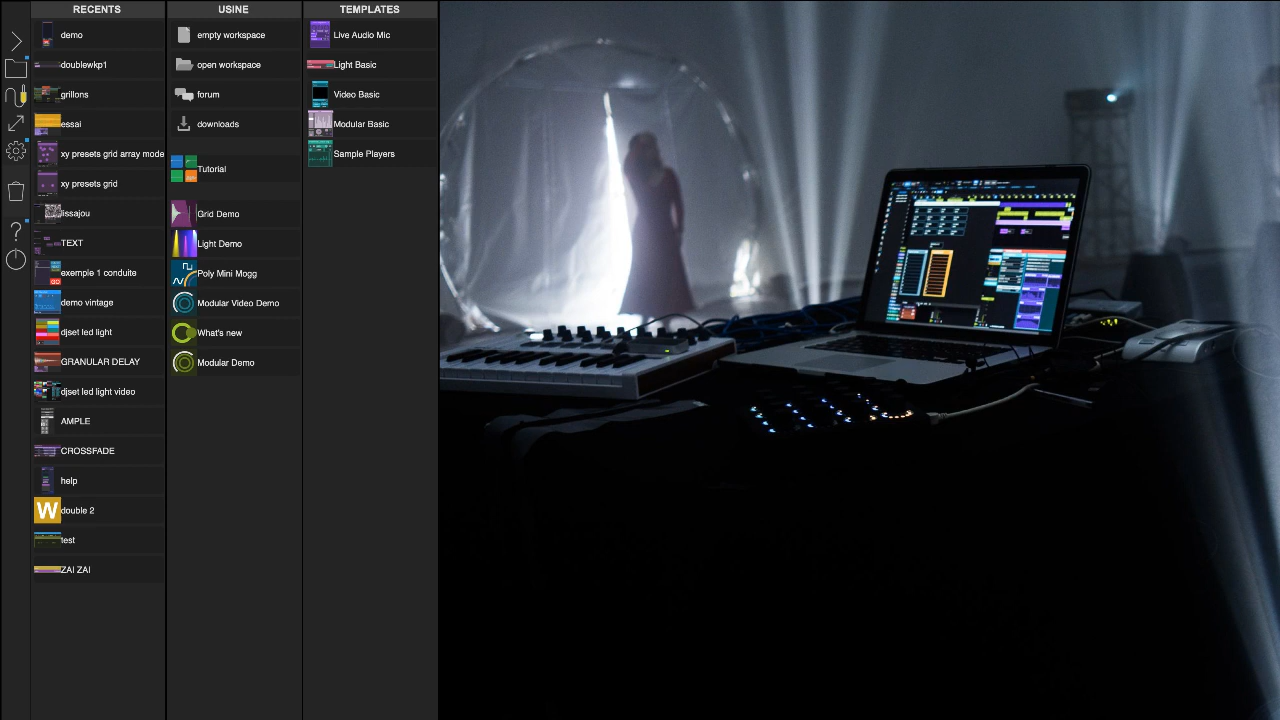 RECENTS
demo
doublewkp1
grillons
essai
xy presets grid array mode
xy presets grid
lissajou
TEXT
exemple 1 conduite
demo vintage
djset led light
GRANULAR DELAY
djset led light video
AMPLE
CROSSFADE
help
W
double 2
test
ZAI ZAI
USINE
empty workspace
open workspace
forum
downloads
Tutorial
Grid Demo
Light Demo
Poly Mini Mogg
Modular Video Demo
What's new
Modular Demo
TEMPLATES
Live Audio Mic
Light Basic
Video Basic
Modular Basic
Sample Players